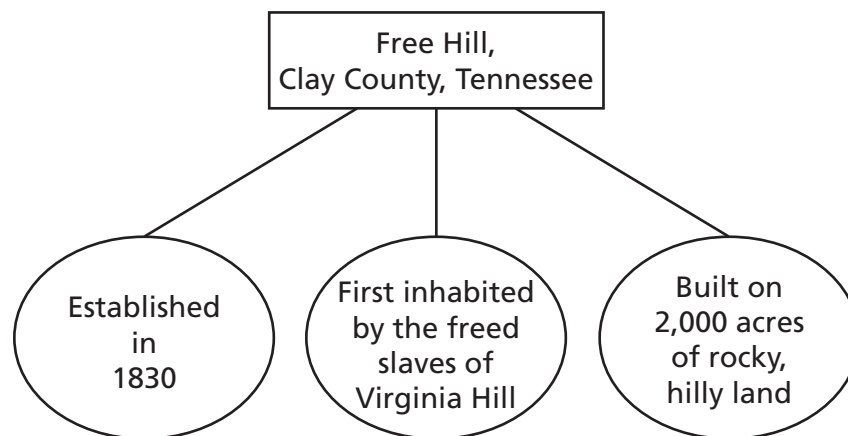 Free Hill,
Clay County, Tennessee
Established
in
1830
First inhabited
by the freed
slaves of
Virginia Hill
Built on
2,000 acres
of rocky,
hilly land